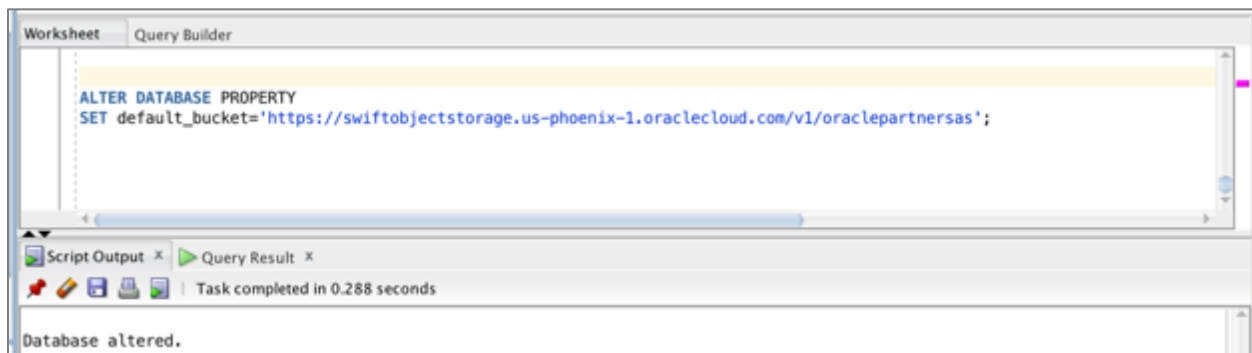 Worksheet Query Builder
ALTER DATABASE PROPERTY
SET default_bucket='https://swiftobjectstorage.us-phoenix-1.oraclecloud.com/v1/oraclepartnersas';
Script Output x Query Result x
Task completed in 0.288 seconds
Database altered.